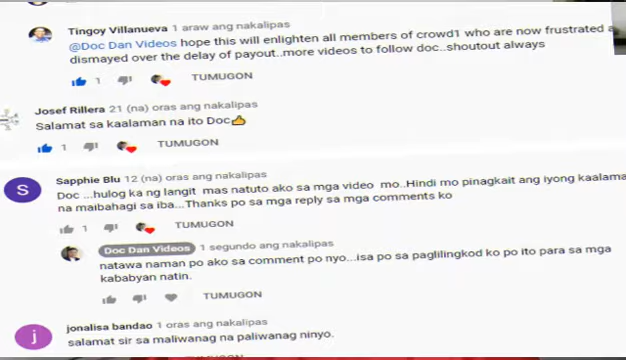 Tingoy Villanueva 1 araw ang nakalipas
@Doc Dan Videos hope this will enlighten all members of crowd1 who are now frustrated a
dismayed over the delay of payout..more videos to follow doc..shoutout always
1 TUMUGON
Josef Rillera 21 (na) oras ang nakalipas
Salamat sa kaalaman na ito Doc👍
1 TUMUGON
S
Sapphie Blu 12 (na) oras ang nakalipas
Doc ...hulog ka ng langit mas natuto ako sa mga video mo..Hindi mo pinagkait ang iyong kaalama
na maibahagi sa iba...Thanks po sa mga reply sa mga comments ko
1 TUMUGON
Doc Dan Videos 1 segundo ang nakalipas
natawa naman po ako sa comment po nyo...isa po sa paglilingkod ko po ito para sa mga
kababyan natin.
TUMUGON
j
jonalisa bandao 1 oras ang nakalipas
salamat sir sa maliwanag na paliwanag ninyo.